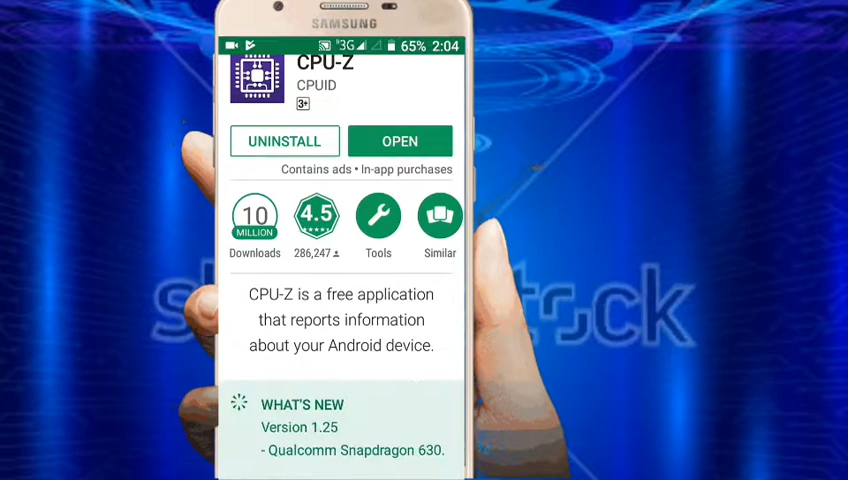 SAMSUNG
3G 65% 2:04
CPU-Z
CPUID
3+
UNINSTALL
OPEN
Contains ads • In-app purchases
10
MILLION
4.5
Downloads
286,247
Tools
Similar
CPU-Z is a free application
that reports information
about your Android device.
WHAT'S NEW
Version 1.25
- Qualcomm Snapdragon 630.